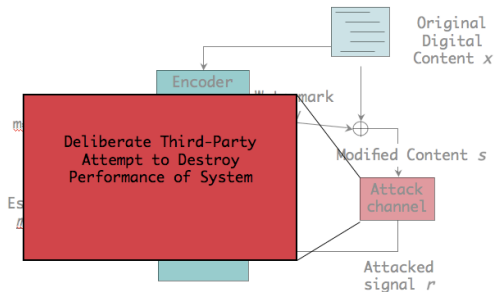 Original
Digital
Content x
Encoder
Deliberate Third-Party
Attempt to Destroy
Performance of System
Modified Content s
Attack
channel
Attacked
signal r